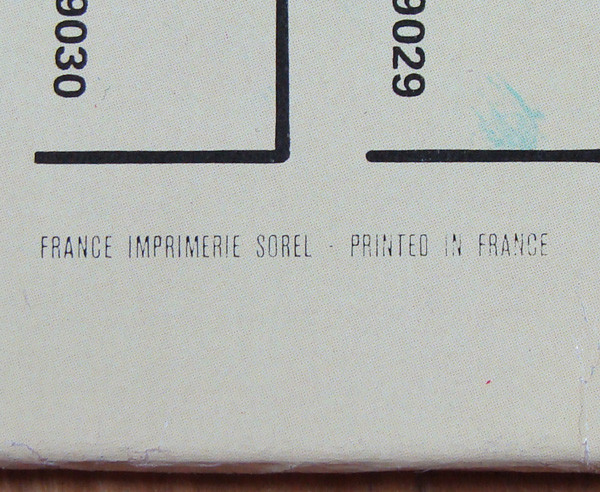 9030
9029
FRANCE IMPRIMERIE SOREL - PRINTED IN FRANCE